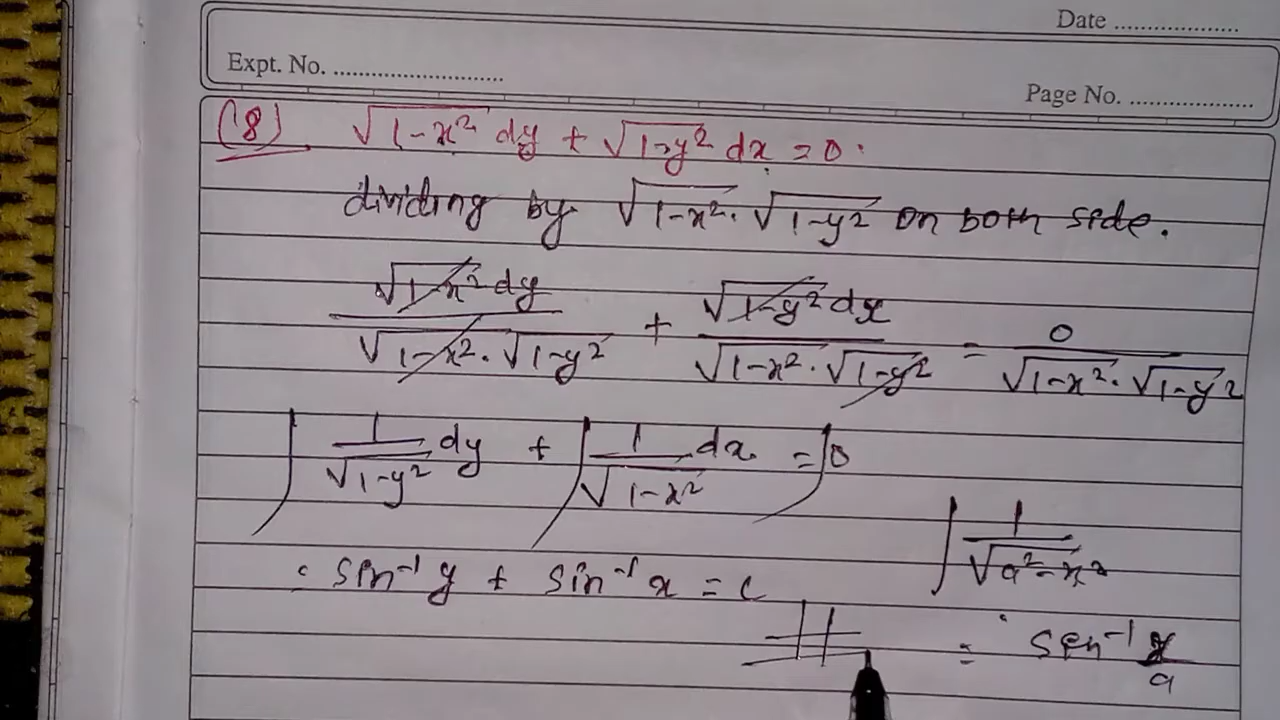 Date ....................
Expt. No. ..........................
Page No. ....................
(18) √1-x² dy + √1-y² dx = 0.
dividing by √1-x² . √1-y² on both side.
√1-x² dy / √1-x² . √1-y² + √1-y² dx / √1-x² . √1-y² = 0 / √1-x² . √1-y²
∫ 1/√1-y² dy + ∫ 1/√1-x² dx = ∫0
∫ 1/√a²-x²
: sin⁻¹ y + sin⁻¹ x = c
= sin⁻¹ x/a